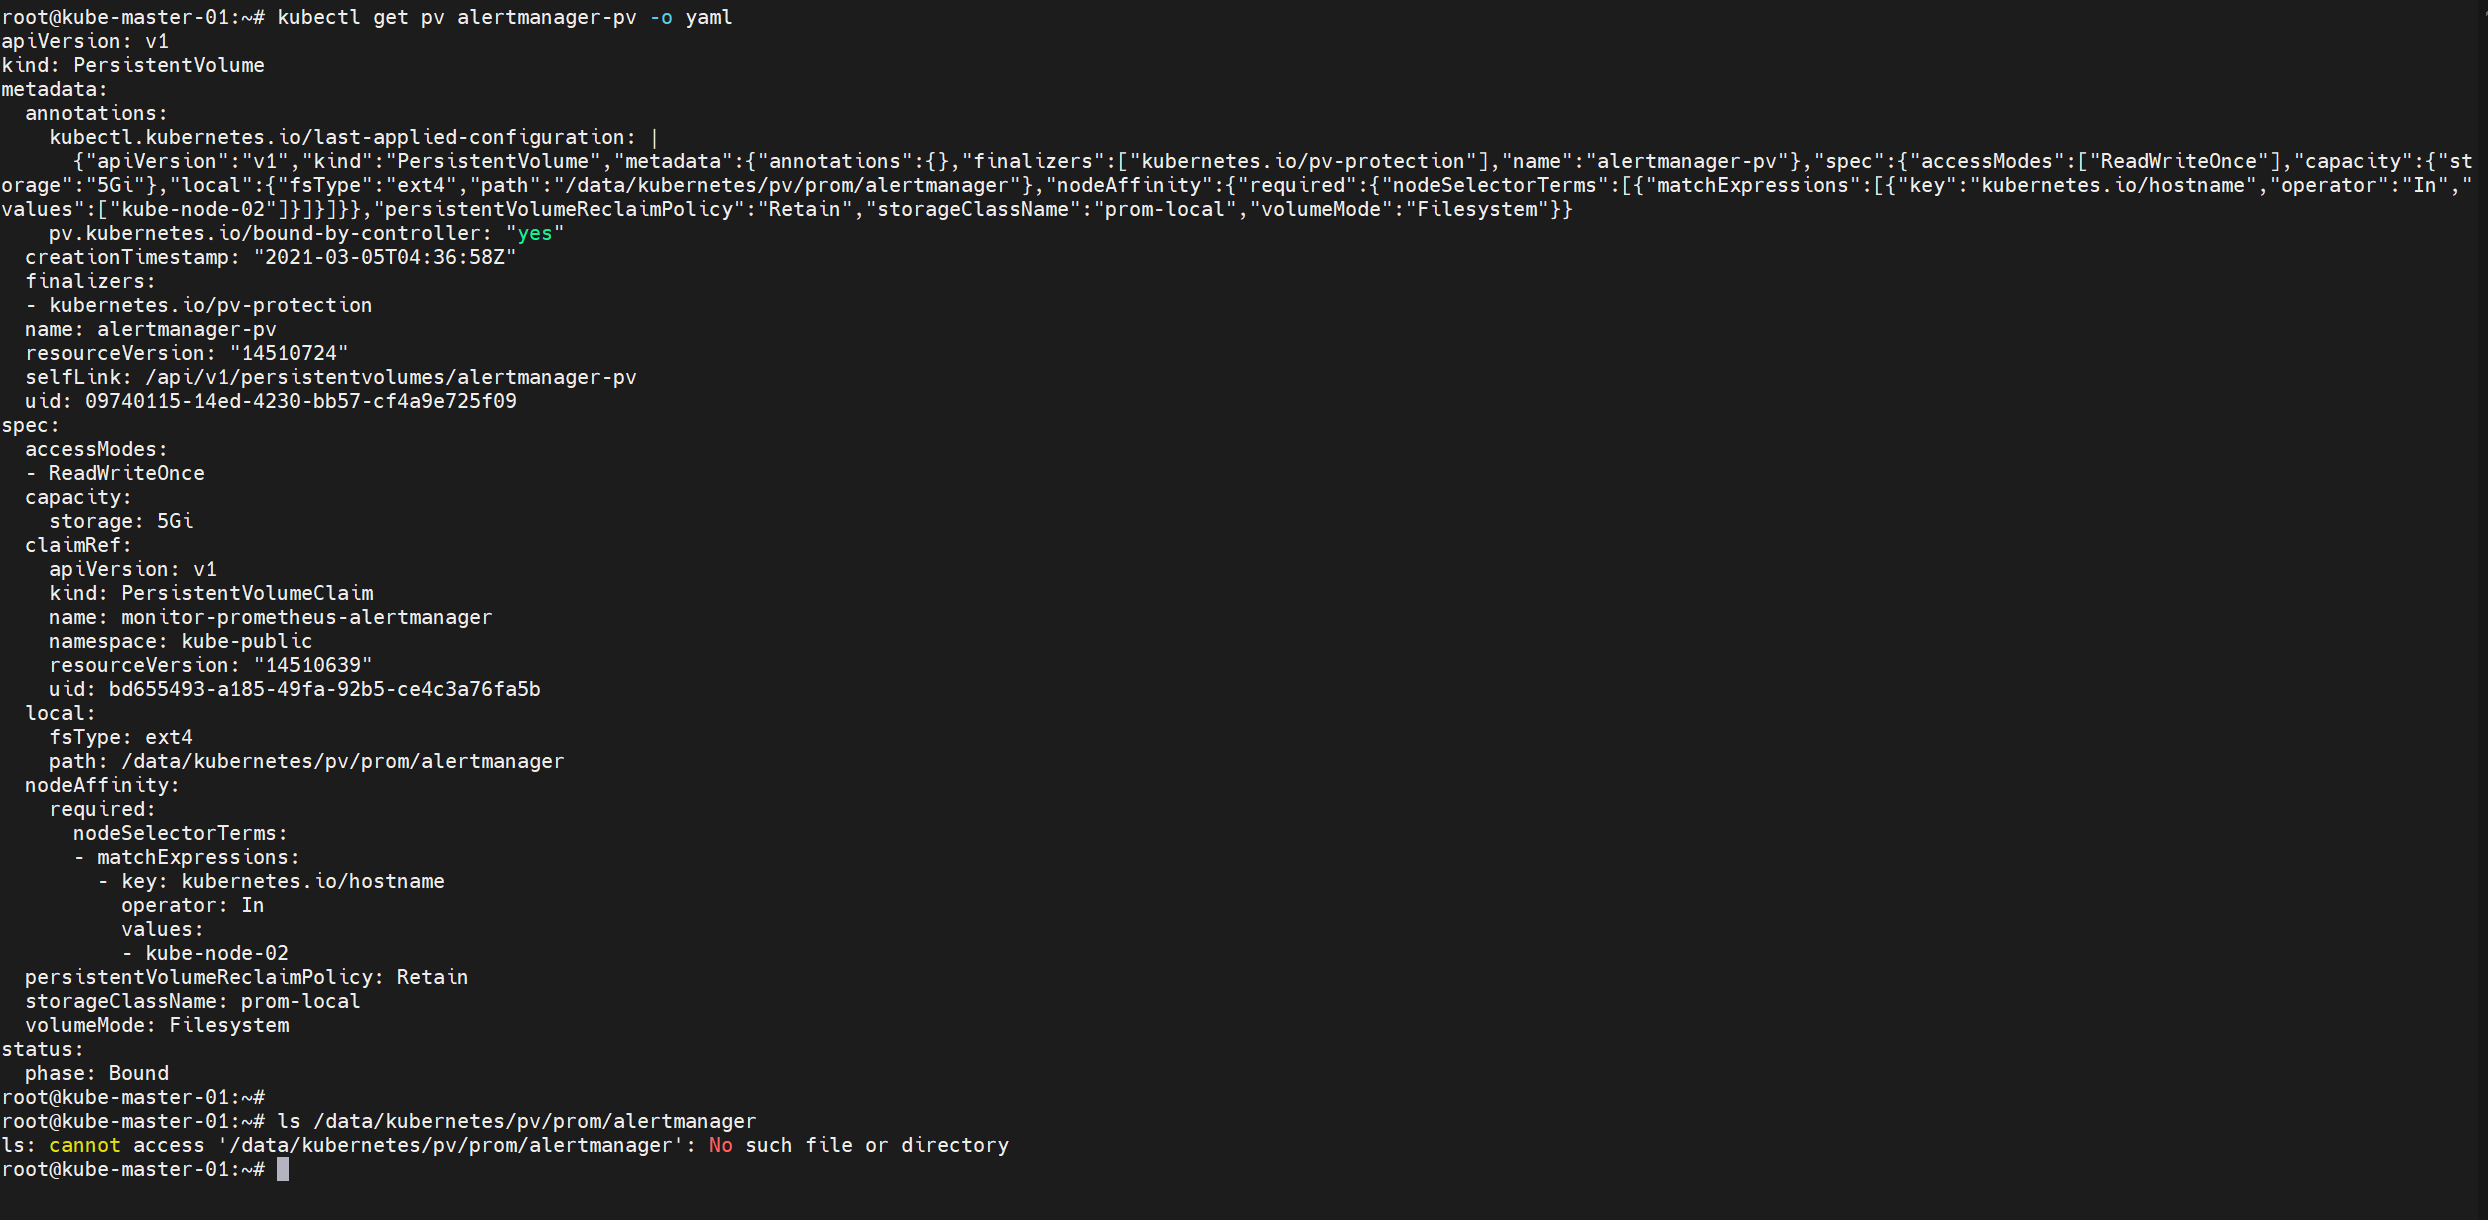 root@kube-master-01:~# kubectl get pv alertmanager-pv -o yaml
apiVersion: v1
kind: PersistentVolume
metadata:
  annotations:
    kubectl.kubernetes.io/last-applied-configuration: |
      {"apiVersion":"v1","kind":"PersistentVolume","metadata":{"annotations":{},"finalizers":["kubernetes.io/pv-protection"],"name":"alertmanager-pv"},"spec":{"accessModes":["ReadWriteOnce"],"capacity":{"st
orage":"5Gi"},"local":{"fsType":"ext4","path":"/data/kubernetes/pv/prom/alertmanager"},"nodeAffinity":{"required":{"nodeSelectorTerms":[{"matchExpressions":[{"key":"kubernetes.io/hostname","operator":"In","
values":["kube-node-02"]}]}]}},"persistentVolumeReclaimPolicy":"Retain","storageClassName":"prom-local","volumeMode":"Filesystem"}}
    pv.kubernetes.io/bound-by-controller: "yes"
  creationTimestamp: "2021-03-05T04:36:58Z"
  finalizers:
  - kubernetes.io/pv-protection
  name: alertmanager-pv
  resourceVersion: "14510724"
  selfLink: /api/v1/persistentvolumes/alertmanager-pv
  uid: 09740115-14ed-4230-bb57-cf4a9e725f09
spec:
  accessModes:
  - ReadWriteOnce
  capacity:
    storage: 5Gi
  claimRef:
    apiVersion: v1
    kind: PersistentVolumeClaim
    name: monitor-prometheus-alertmanager
    namespace: kube-public
    resourceVersion: "14510639"
    uid: bd655493-a185-49fa-92b5-ce4c3a76fa5b
  local:
    fsType: ext4
    path: /data/kubernetes/pv/prom/alertmanager
  nodeAffinity:
    required:
      nodeSelectorTerms:
      - matchExpressions:
        - key: kubernetes.io/hostname
          operator: In
          values:
          - kube-node-02
  persistentVolumeReclaimPolicy: Retain
  storageClassName: prom-local
  volumeMode: Filesystem
status:
  phase: Bound
root@kube-master-01:~#
root@kube-master-01:~# ls /data/kubernetes/pv/prom/alertmanager
ls: cannot access '/data/kubernetes/pv/prom/alertmanager': No such file or directory
root@kube-master-01:~#